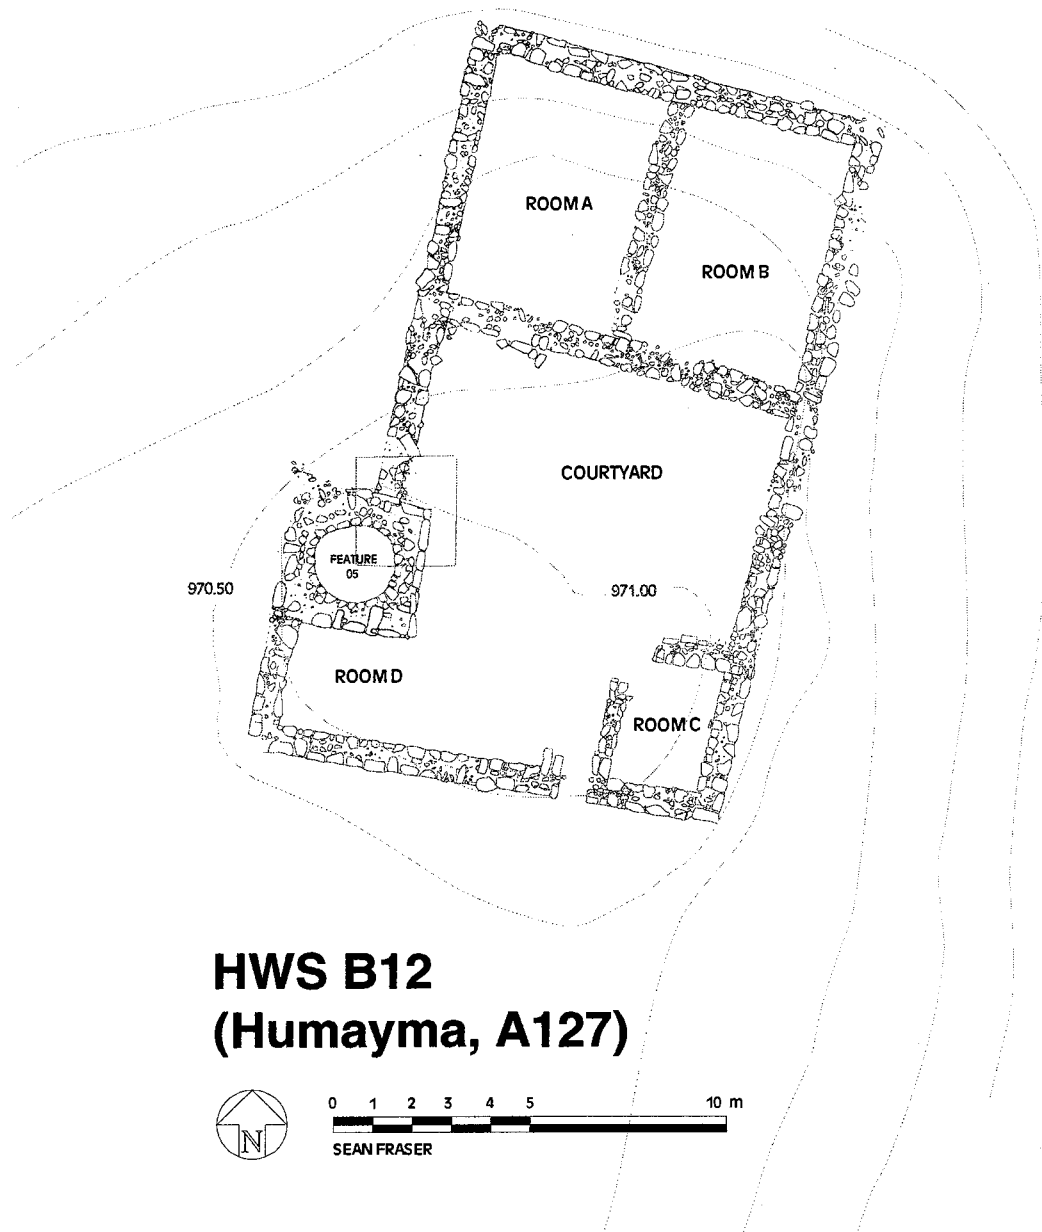 ROOM A
ROOM B
COURTYARD
FEATURE
05
970.50
971.00
ROOM D
ROOM C
HWS B12
(Humayma, A127)
N
0 1 2 3 4 5 10 m
SEAN FRASER